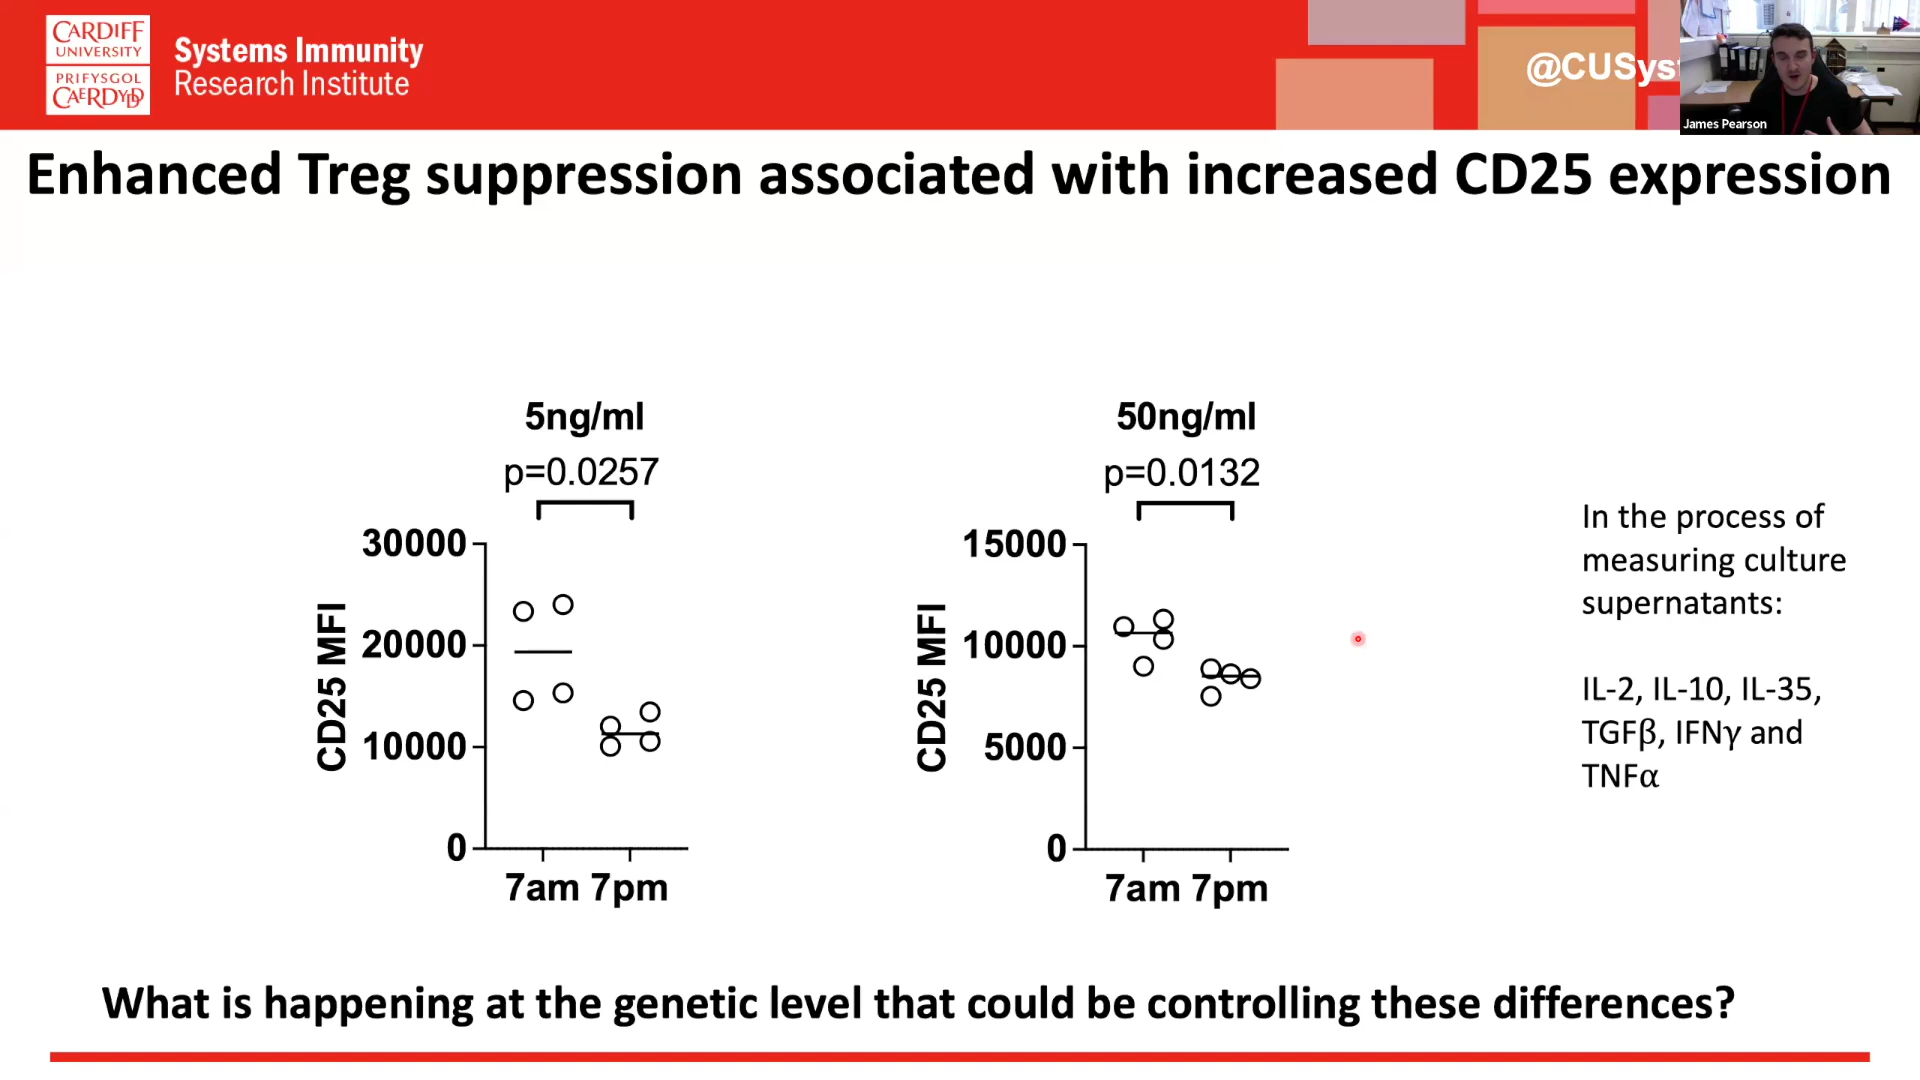 CARDIFF
UNIVERSITY
PRIFYSGOL
CAERDYDD
Systems Immunity
Research Institute
@CUSyst
James Pearson
Enhanced Treg suppression associated with increased CD25 expression
5ng/ml
p=0.0257
CD25 MFI
30000
20000
10000
0
7am 7pm
50ng/ml
p=0.0132
CD25 MFI
15000
10000
5000
0
7am 7pm
In the process of
measuring culture
supernatants:
IL-2, IL-10, IL-35,
TGFβ, IFNγ and
TNFα
What is happening at the genetic level that could be controlling these differences?